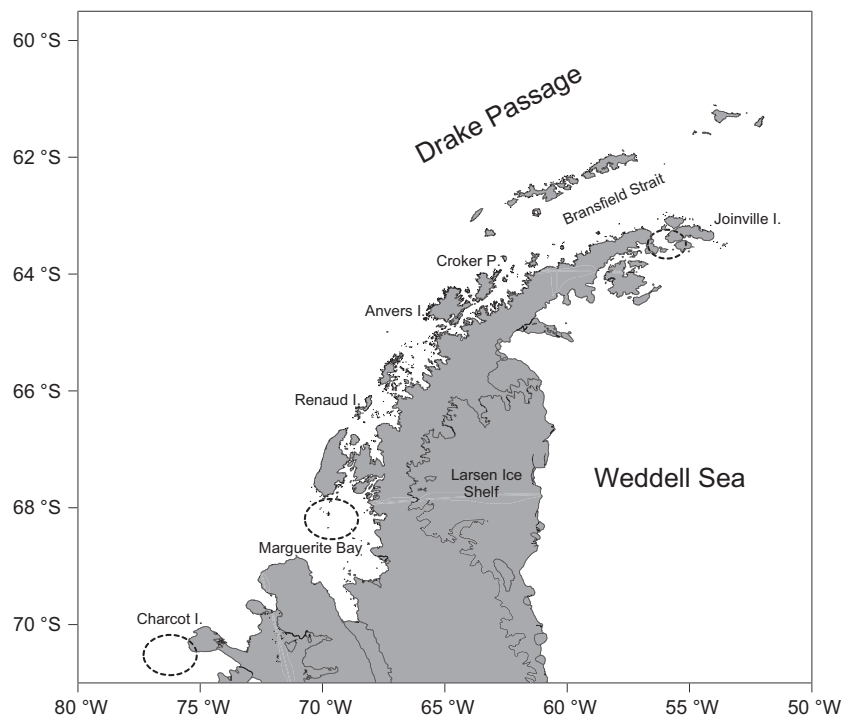 60 °S
Drake Passage
62 °S
Bransfield Strait
Joinville I.
64 °S
Croker P.
Anvers I.
66 °S
Renaud I.
Larsen Ice
Shelf
Weddell Sea
68 °S
Marguerite Bay
70 °S
Charcot I.
80 °W
75 °W
70 °W
65 °W
60 °W
55 °W
50 °W